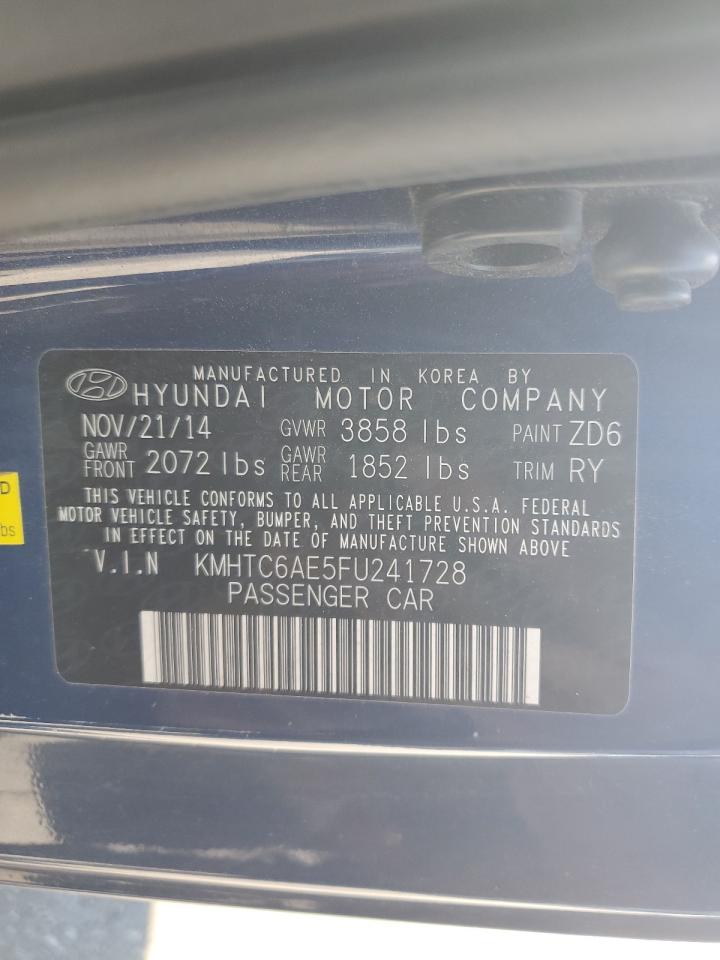 MANUFACTURED IN KOREA BY
HYUNDAI MOTOR COMPANY
NOV/21/14 GVWR 3858 lbs PAINT ZD6
GAWR FRONT 2072 lbs GAWR REAR 1852 lbs TRIM RY
THIS VEHICLE CONFORMS TO ALL APPLICABLE U.S.A. FEDERAL
MOTOR VEHICLE SAFETY, BUMPER, AND THEFT PREVENTION STANDARDS
IN EFFECT ON THE DATE OF MANUFACTURE SHOWN ABOVE
V.I.N KMHTC6AE5FU241728
PASSENGER CAR
D
bs